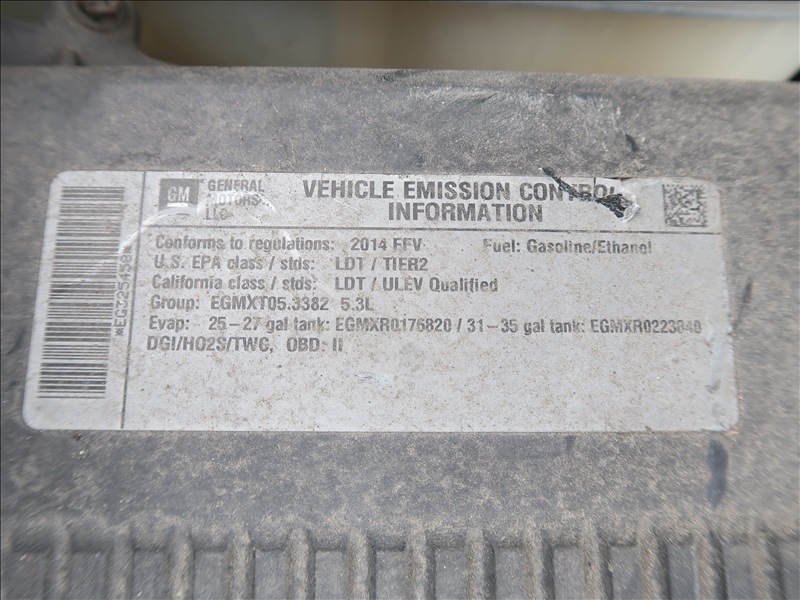 GM
GENERAL
MOTORS
LLC
VEHICLE EMISSION CONTROL
INFORMATION
Conforms to regulations: 2014 FFV Fuel: Gasoline/Ethanol
U.S. EPA class / stds: LDT / TIER2
California class / stds: LDT / ULEV Qualified
Group: EGMXT05.3382 5.3L
Evap: 25-27 gal tank: EGMXR0176820 / 31-35 gal tank: EGMXR0223840
DGI/HO2S/TWC, OBD: II